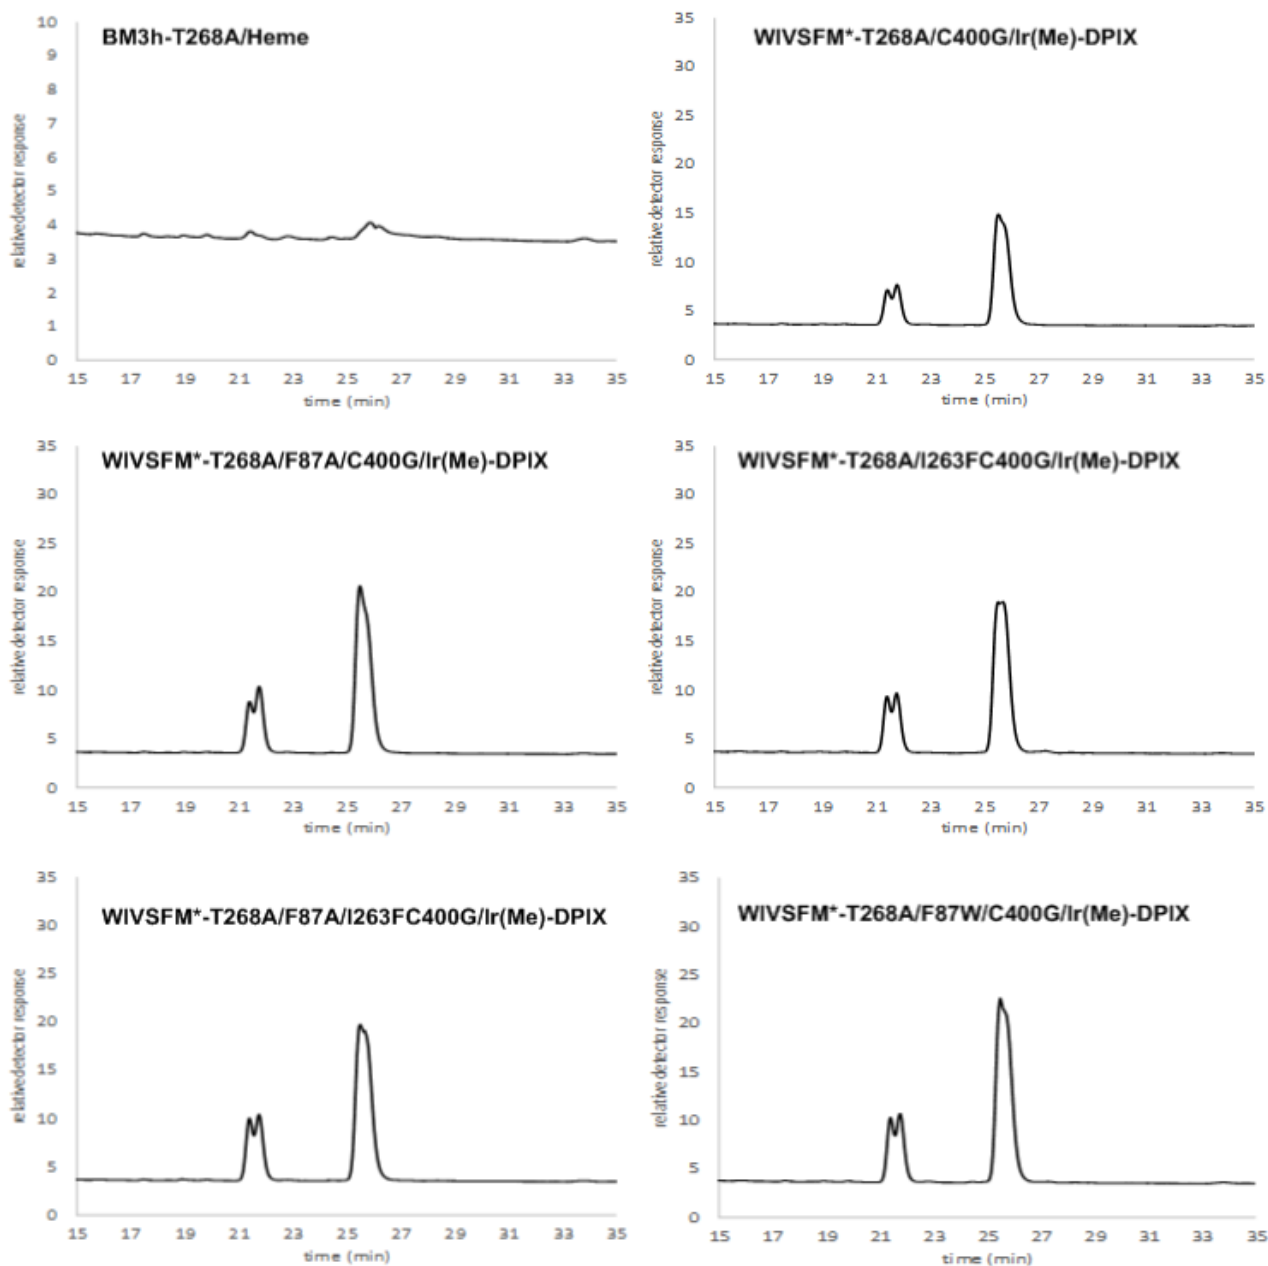 BM3h-T268A/Heme
10
9
8
7
6
5
4
3
2
1
0
relative detector response
15 17 19 21 23 25 27 29 31 33 35
time (min)
WIVSFM*-T268A/C400G/Ir(Me)-DPIX
35
30
25
20
15
10
5
0
relative detector response
15 17 19 21 23 25 27 29 31 33 35
time (min)
WIVSFM*-T268A/F87A/C400G/Ir(Me)-DPIX
35
30
25
20
15
10
5
0
relative detector response
15 17 19 21 23 25 27 29 31 33 35
time (min)
WIVSFM*-T268A/I263FC400G/Ir(Me)-DPIX
35
30
25
20
15
10
5
0
relative detector response
15 17 19 21 23 25 27 29 31 33 35
time (min)
WIVSFM*-T268A/F87A/I263FC400G/Ir(Me)-DPIX
35
30
25
20
15
10
5
0
relative detector response
15 17 19 21 23 25 27 29 31 33 35
time (min)
WIVSFM*-T268A/F87W/C400G/Ir(Me)-DPIX
35
30
25
20
15
10
5
0
relative detector response
15 17 19 21 23 25 27 29 31 33 35
time (min)